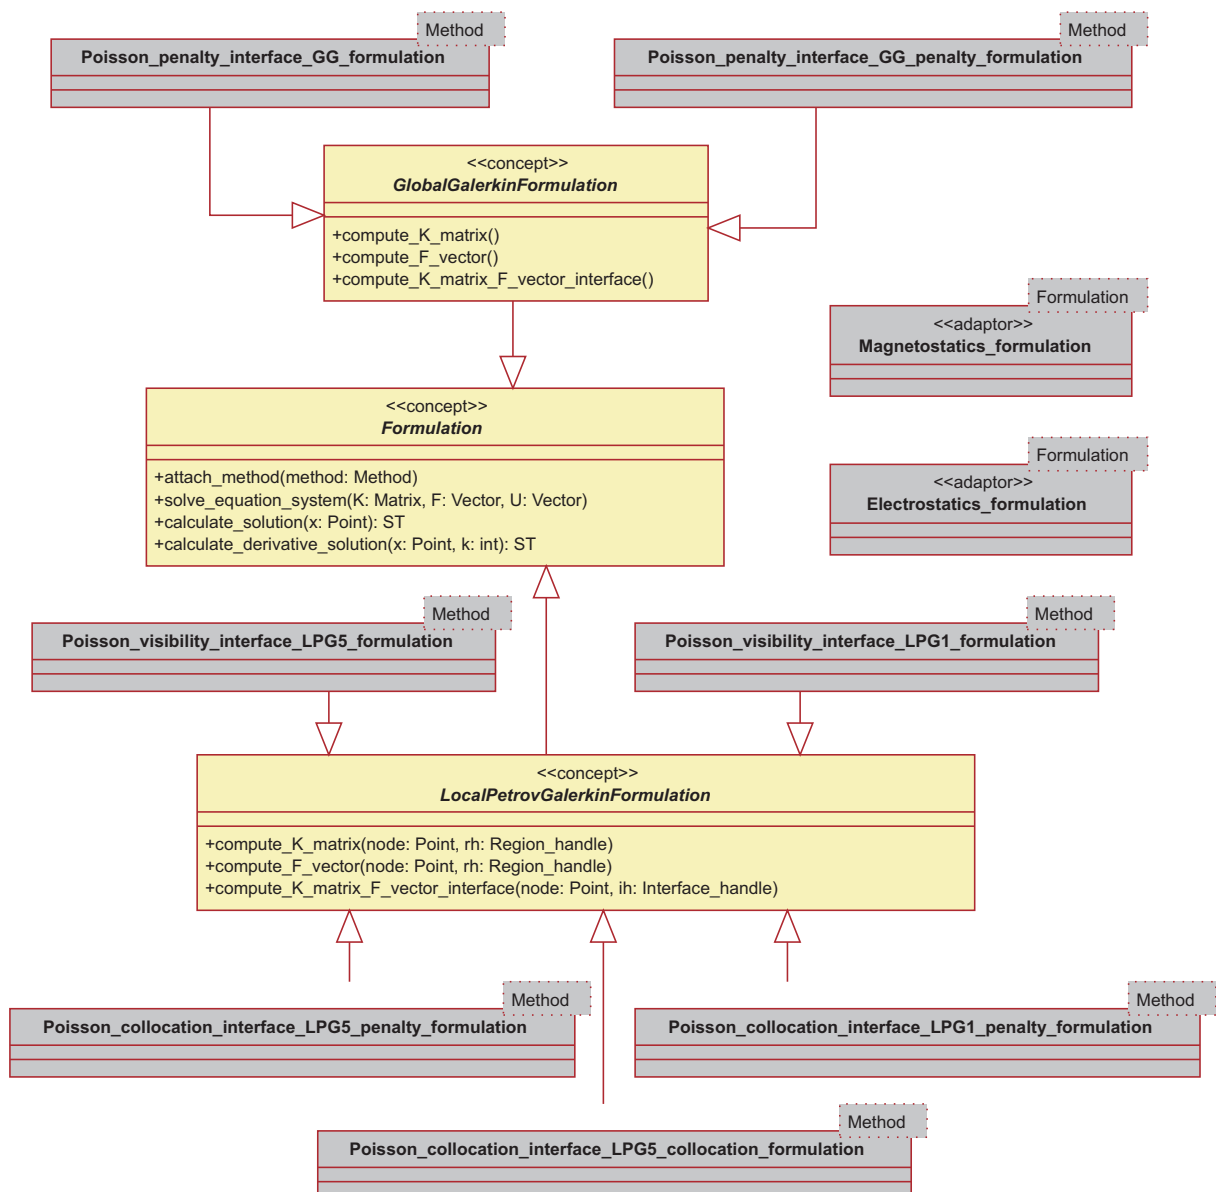 Method
Poisson_penalty_interface_GG_formulation
Method
Poisson_penalty_interface_GG_penalty_formulation
<<concept>>
GlobalGalerkinFormulation
+compute_K_matrix()
+compute_F_vector()
+compute_K_matrix_F_vector_interface()
Formulation
<<adaptor>>
Magnetostatics_formulation
<<concept>>
Formulation
+attach_method(method: Method)
+solve_equation_system(K: Matrix, F: Vector, U: Vector)
+calculate_solution(x: Point): ST
+calculate_derivative_solution(x: Point, k: int): ST
Formulation
<<adaptor>>
Electrostatics_formulation
Method
Poisson_visibility_interface_LPG5_formulation
Method
Poisson_visibility_interface_LPG1_formulation
<<concept>>
LocalPetrovGalerkinFormulation
+compute_K_matrix(node: Point, rh: Region_handle)
+compute_F_vector(node: Point, rh: Region_handle)
+compute_K_matrix_F_vector_interface(node: Point, ih: Interface_handle)
Method
Poisson_collocation_interface_LPG5_penalty_formulation
Method
Poisson_collocation_interface_LPG1_penalty_formulation
Method
Poisson_collocation_interface_LPG5_collocation_formulation